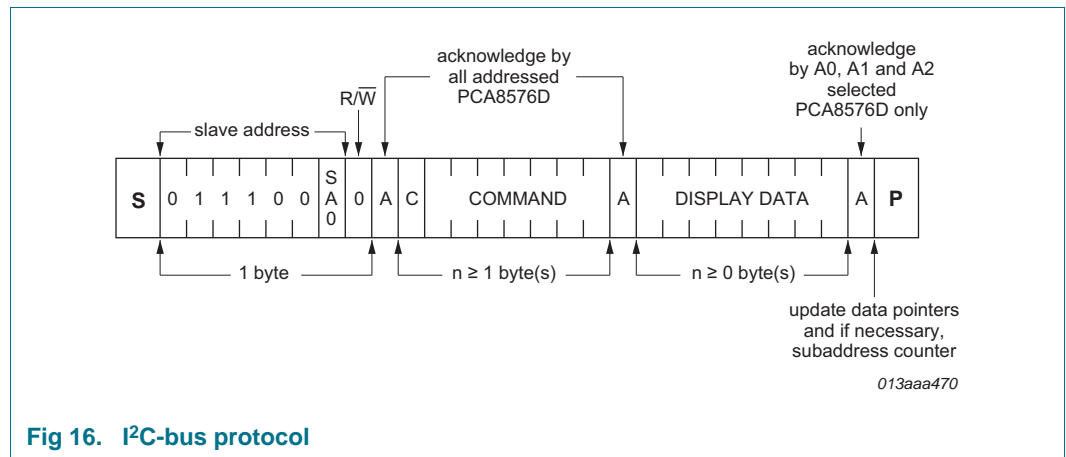 acknowledge by
all addressed
PCA8576D
acknowledge
by A0, A1 and A2
selected
PCA8576D only
R/W̅
slave address
S 0 1 1 1 0 0 SA0 0 A C COMMAND A DISPLAY DATA A P
1 byte
n ≥ 1 byte(s)
n ≥ 0 byte(s)
update data pointers
and if necessary,
subaddress counter
013aaa470
Fig 16. I²C-bus protocol